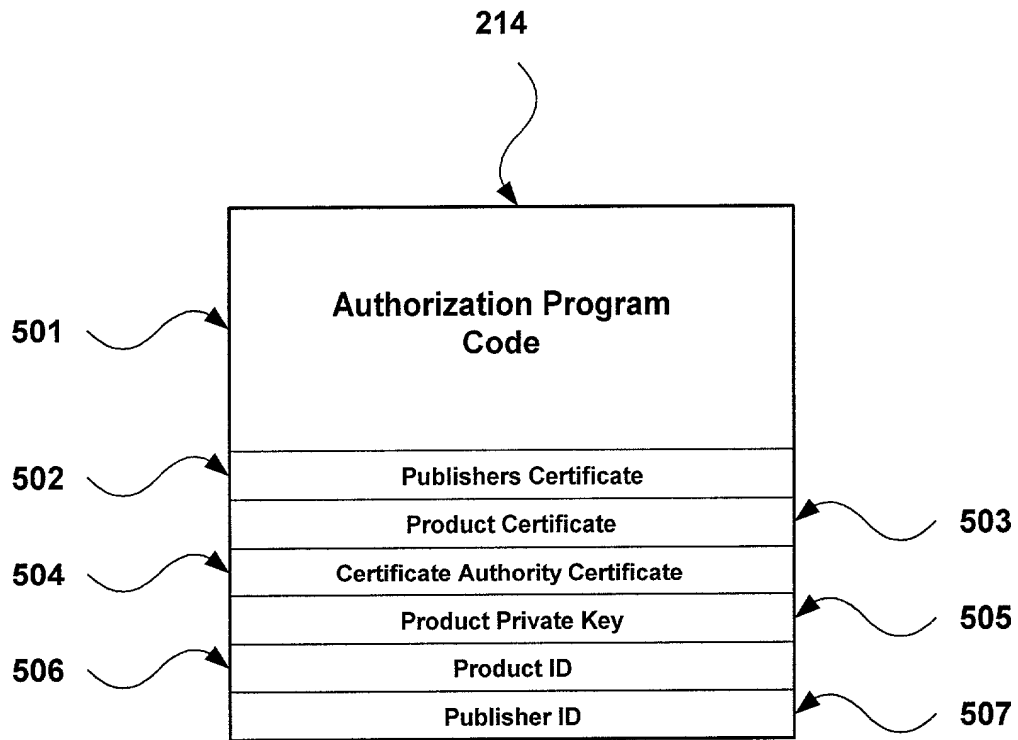 214
Authorization Program
Code
501
502
Publishers Certificate
Product Certificate
503
504
Certificate Authority Certificate
Product Private Key
505
506
Product ID
Publisher ID
507